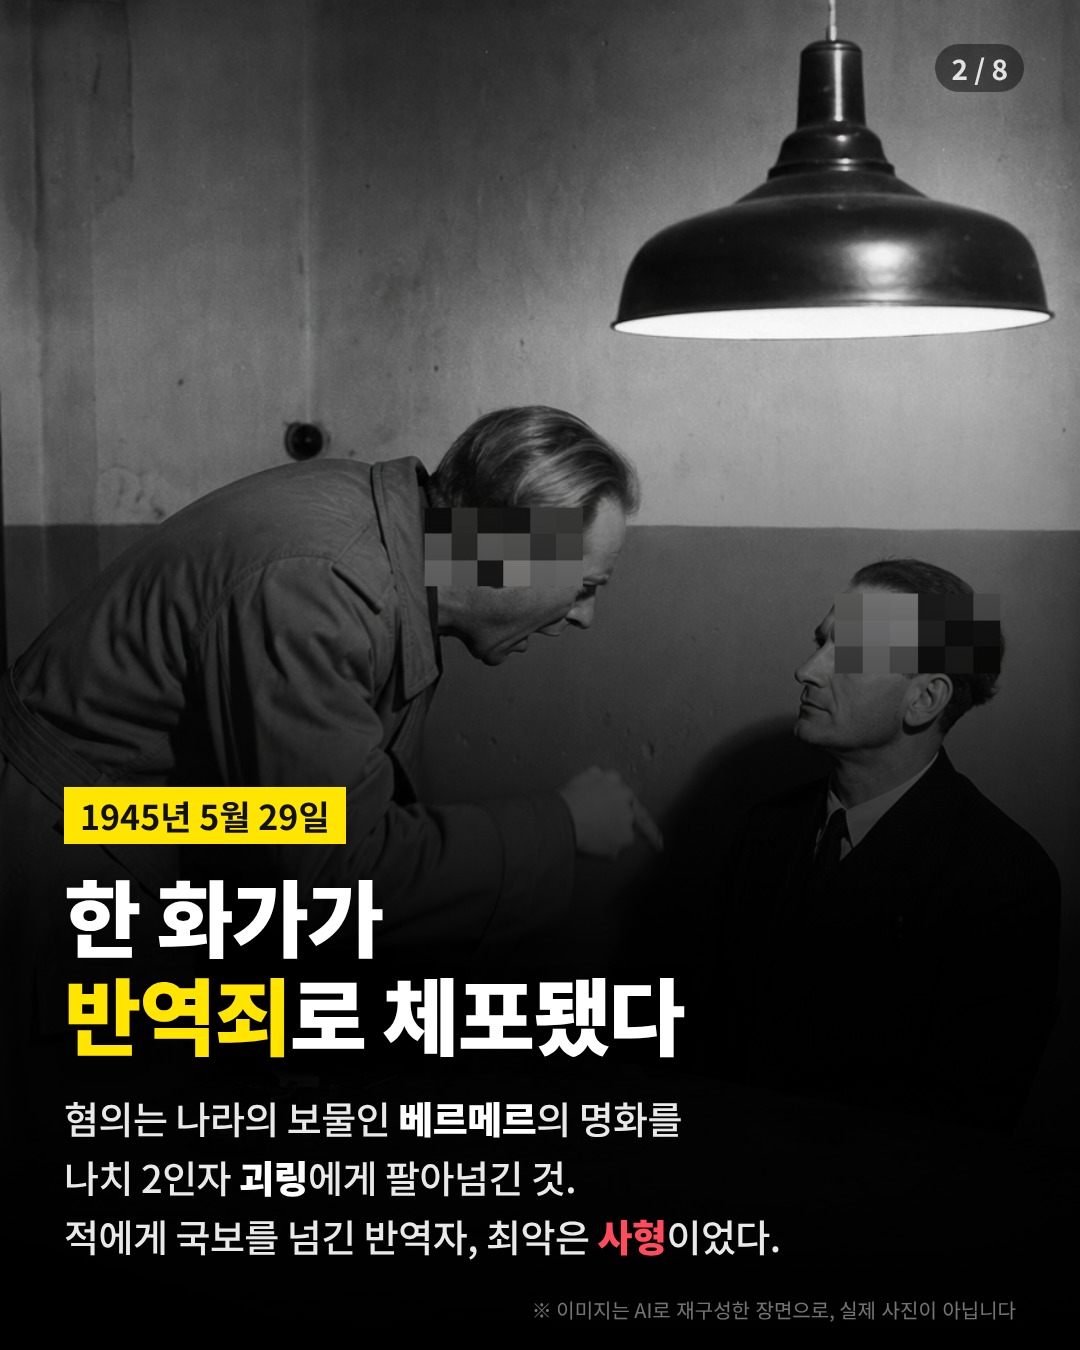 2 / 8
1945년 5월 29일
한 화가가
반역죄로 체포됐다
혐의는 나라의 보물인 베르메르의 명화를
나치 2인자 괴링에게 팔아넘긴 것.
적에게 국보를 넘긴 반역자, 최악은 사형이었다.
※ 이미지는 AI로 재구성한 장면으로, 실제 사진이 아닙니다